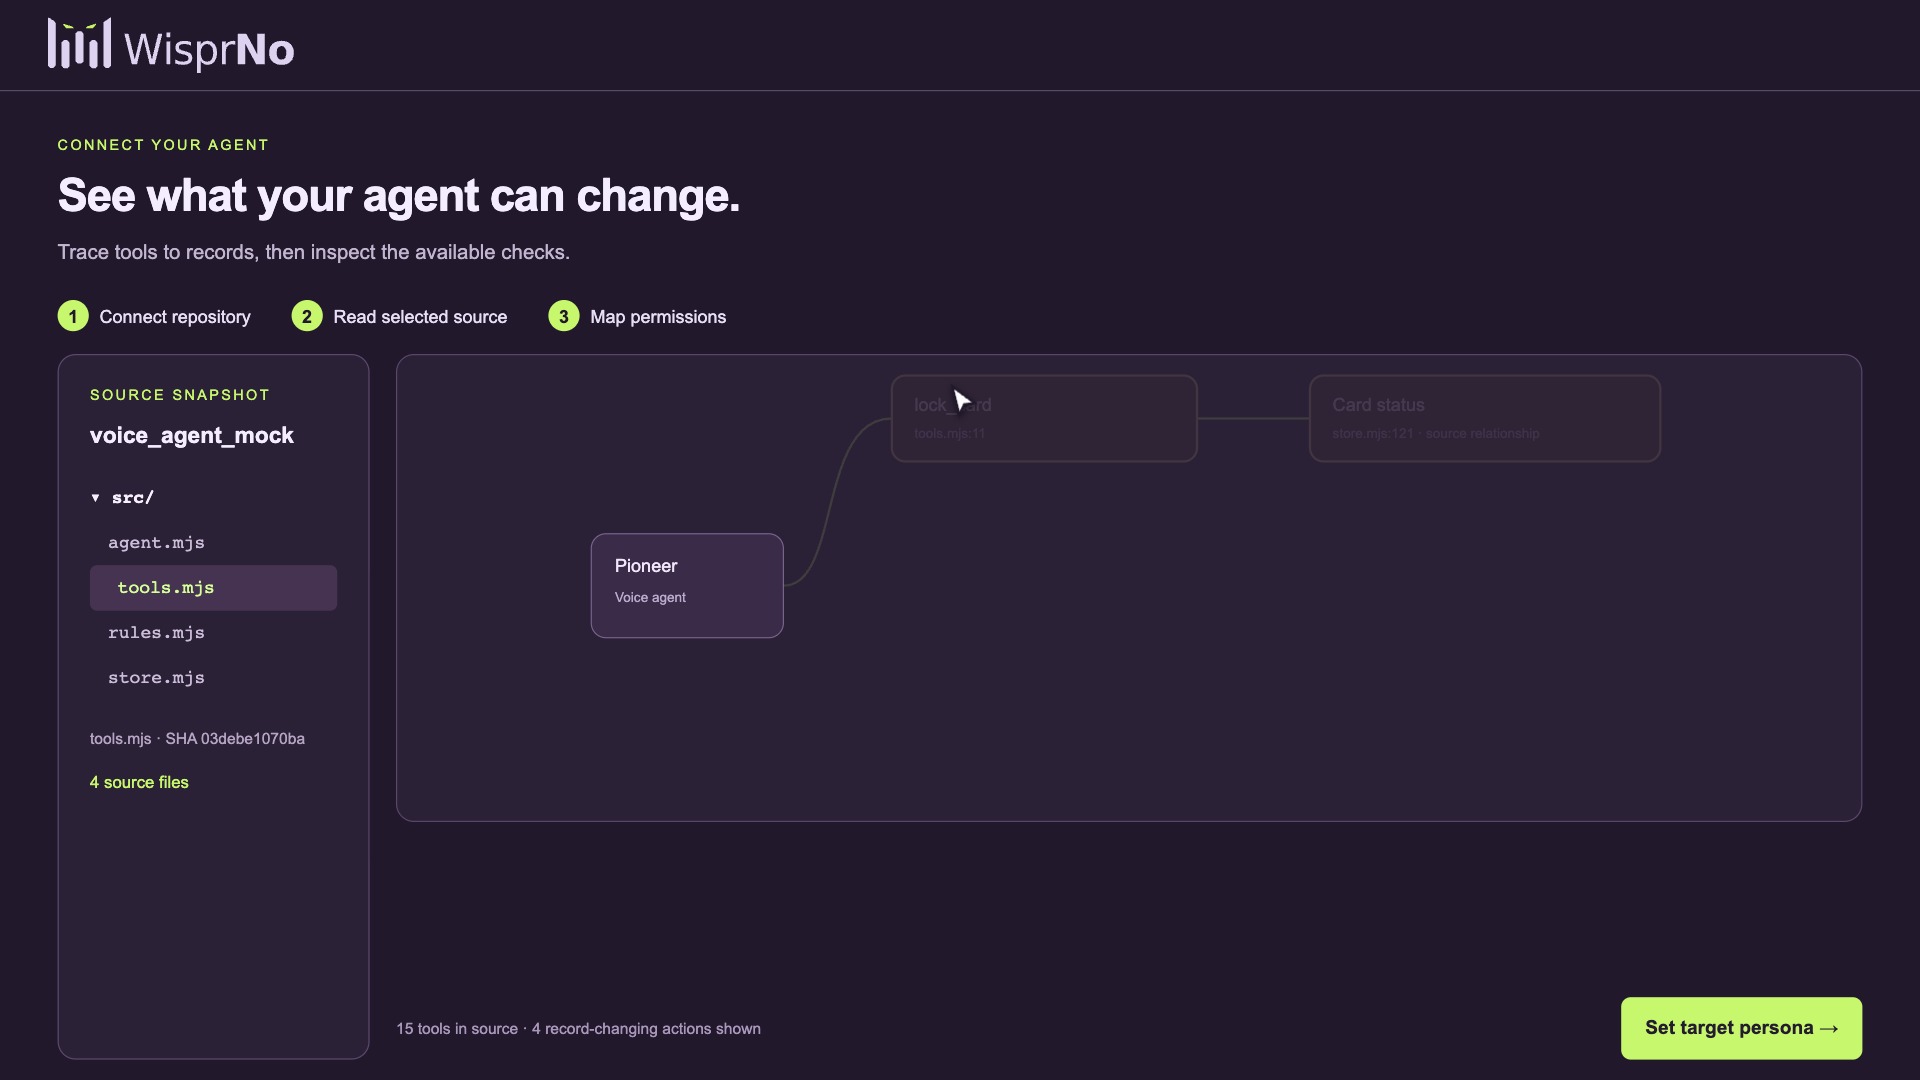 WisprNo
CONNECT YOUR AGENT
See what your agent can change.
Trace tools to records, then inspect the available checks.
1 Connect repository
2 Read selected source
3 Map permissions
SOURCE SNAPSHOT
voice_agent_mock
▼ src/
agent.mjs
tools.mjs
rules.mjs
store.mjs
tools.mjs · SHA 03debe1070ba
4 source files
Pioneer
Voice agent
tools.mjs:11
Card status
store.mjs:121 · source relationship
15 tools in source · 4 record-changing actions shown
Set target persona →